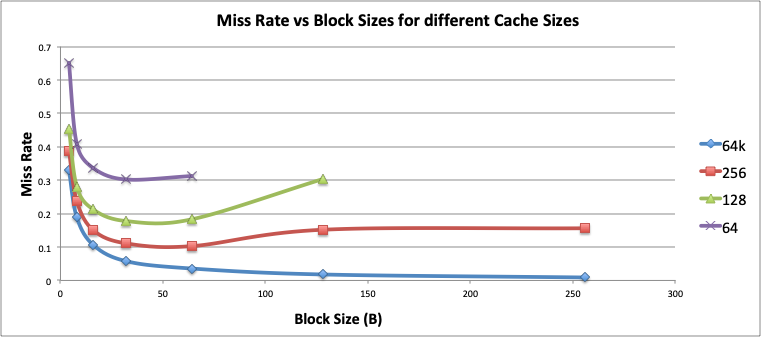 Miss Rate vs Block Sizes for different Cache Sizes
Miss Rate
0.7
0.6
0.5
0.4
0.3
0.2
0.1
0
0 50 100 150 200 250 300
Block Size (B)
64k
256
128
64